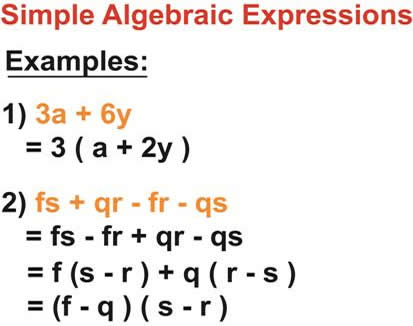 Simple Algebraic Expressions
Examples:
1) 3a + 6y
= 3 ( a + 2y )
2) fs + qr - fr - qs
= fs - fr + qr - qs
= f (s - r ) + q ( r - s )
= (f - q ) ( s - r )